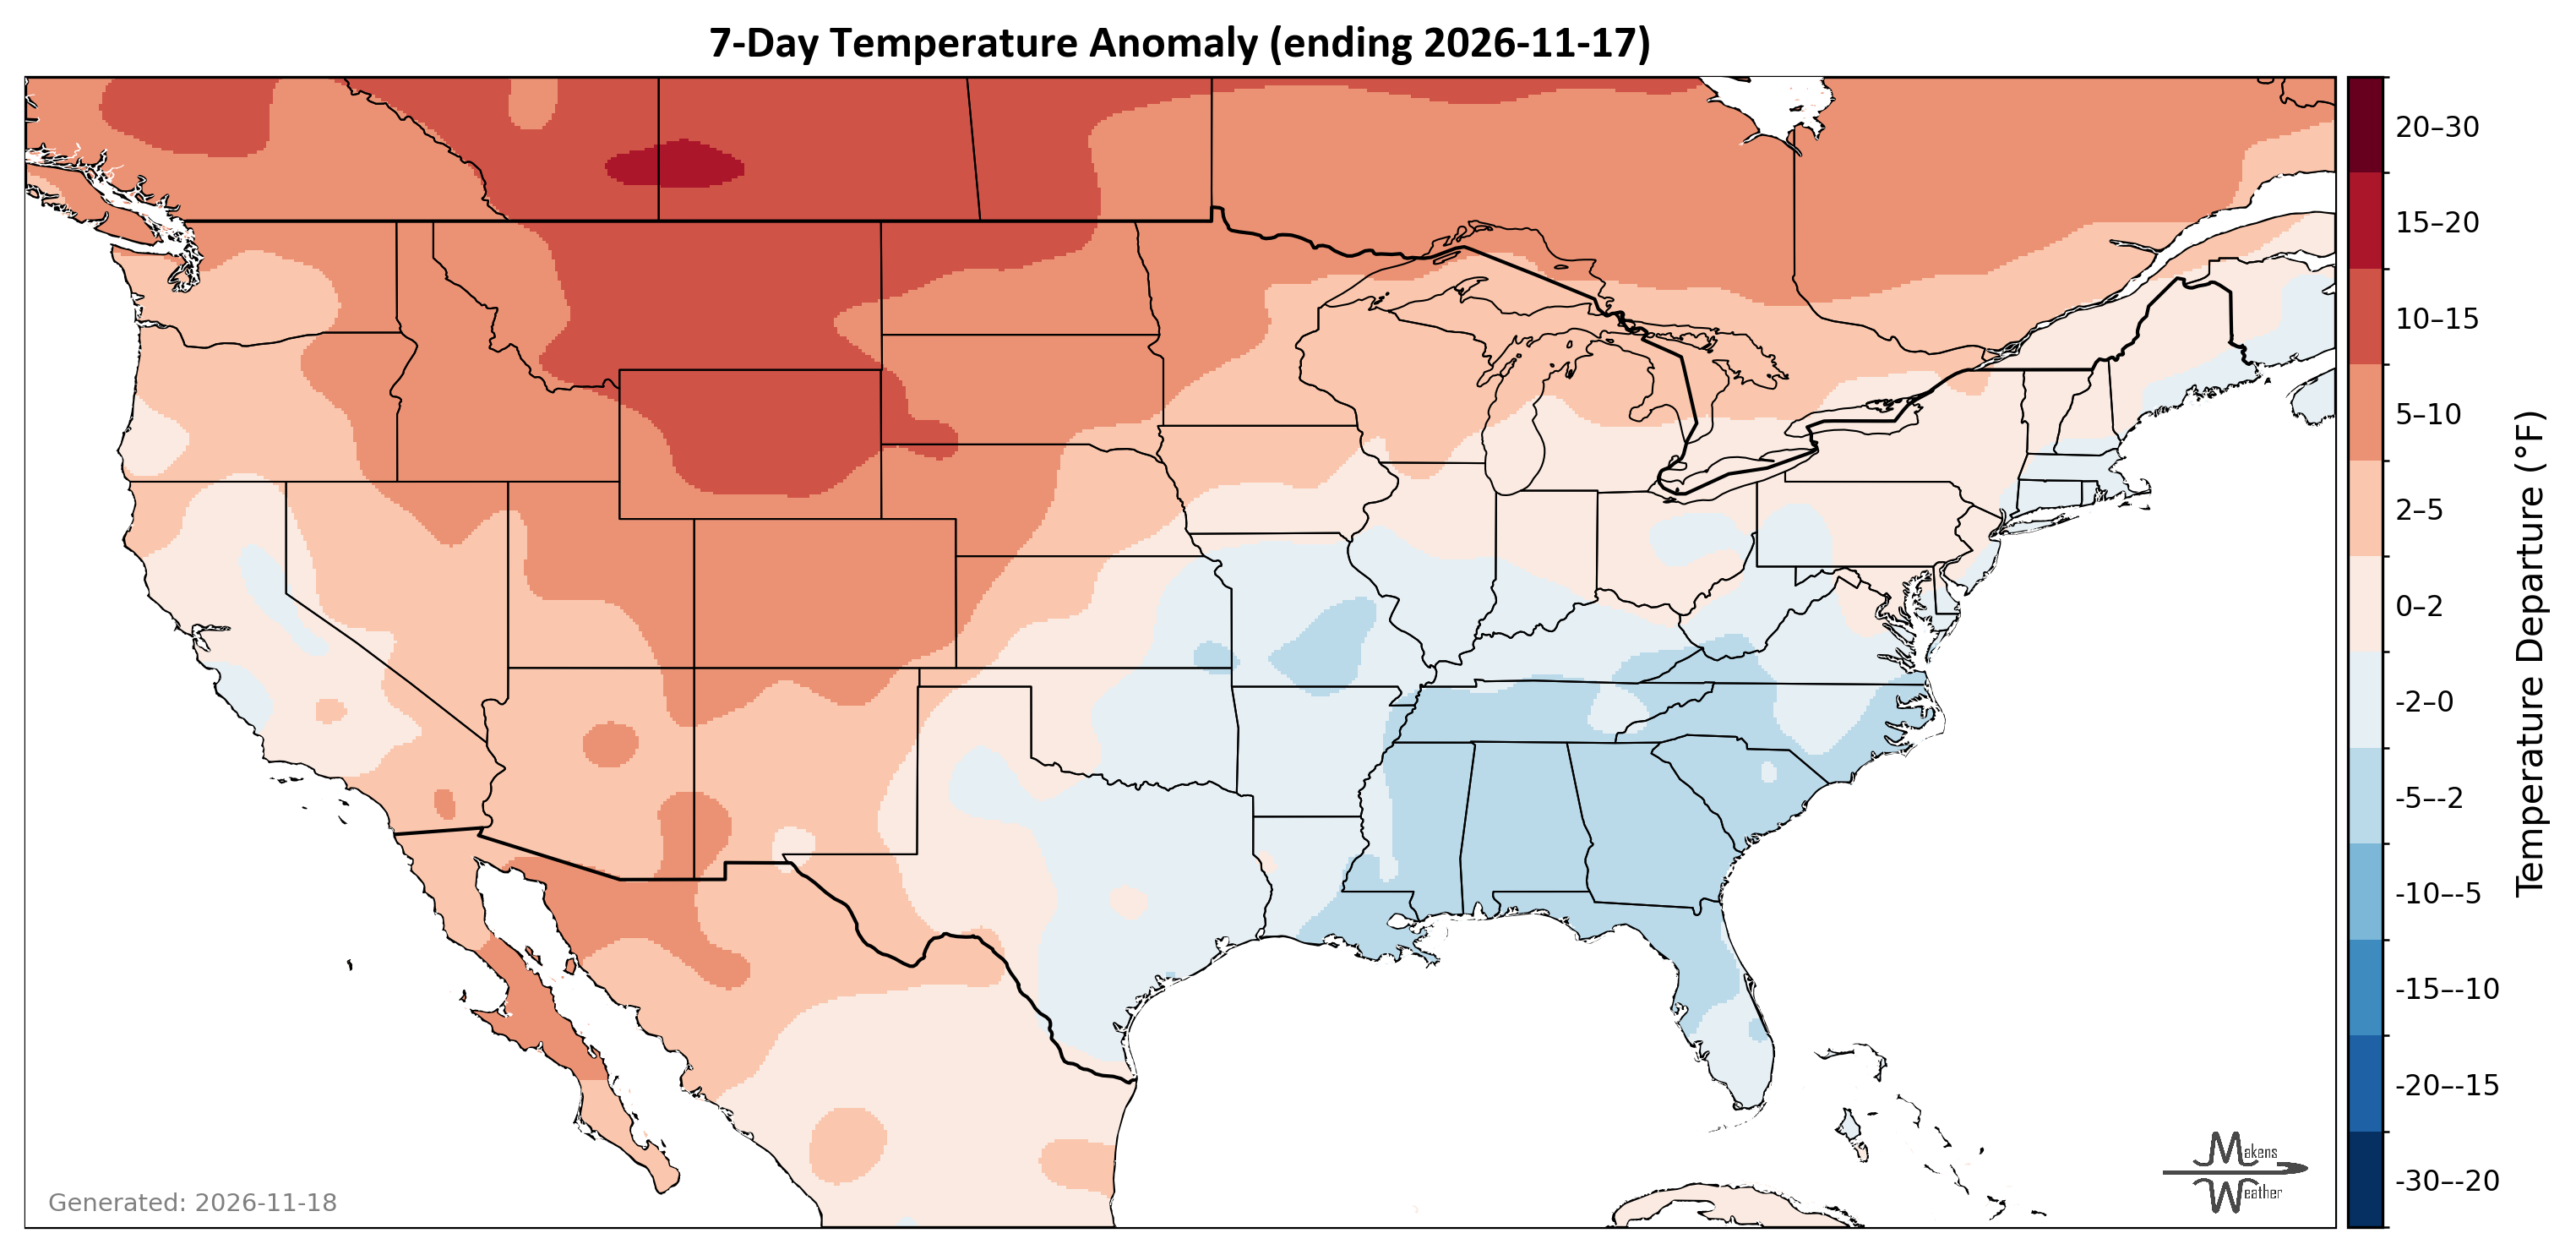 7-Day Temperature Anomaly (ending 2026-11-17)
20–30
15–20
10–15
5–10
2–5
0–2
-2–0
-5–-2
-10–-5
-15–-10
-20–-15
-30–-20
Temperature Departure (°F)
Generated: 2026-11-18
Makens
Weather